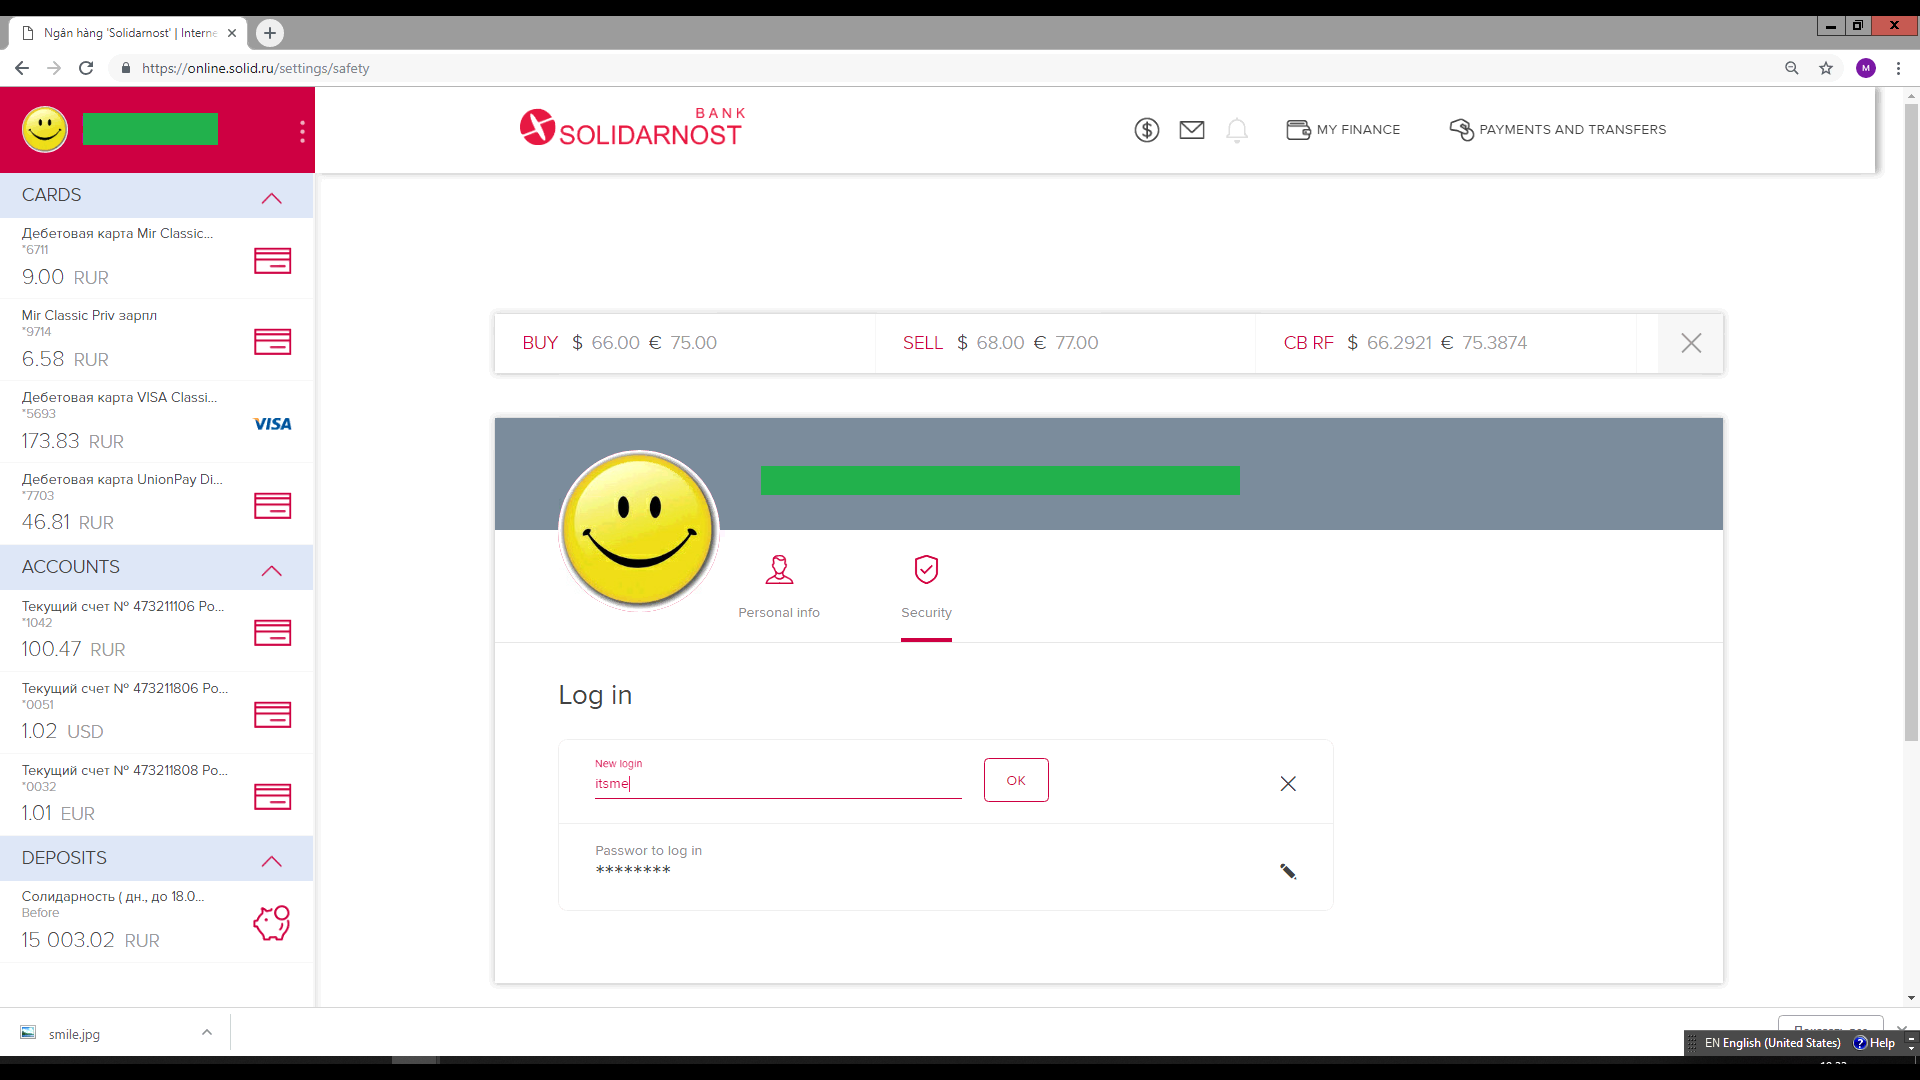 Ngân hàng 'Solidarnost' | Interne
https://online.solid.ru/settings/safety
M
BANK
SOLIDARNOST
MY FINANCE
PAYMENTS AND TRANSFERS
CARDS
Дебетовая карта Mir Classic...
*6711
9.00 RUR
Mir Classic Priv зарпл
*9714
6.58 RUR
Дебетовая карта VISA Classi...
*5693
173.83 RUR
VISA
Дебетовая карта UnionPay Di...
*7703
46.81 RUR
ACCOUNTS
Текущий счет № 473211106 Ро...
*1042
100.47 RUR
Текущий счет № 473211806 Ро...
*0051
1.02 USD
Текущий счет № 473211808 Ро...
*0032
1.01 EUR
DEPOSITS
Солидарность ( дн., до 18.0...
Before
15 003.02 RUR
BUY $ 66.00 € 75.00
SELL $ 68.00 € 77.00
CB RF $ 66.2921 € 75.3874
Personal info
Security
Log in
New login
itsme
OK
Passwor to log in
********
smile.jpg
EN English (United States)
? Help